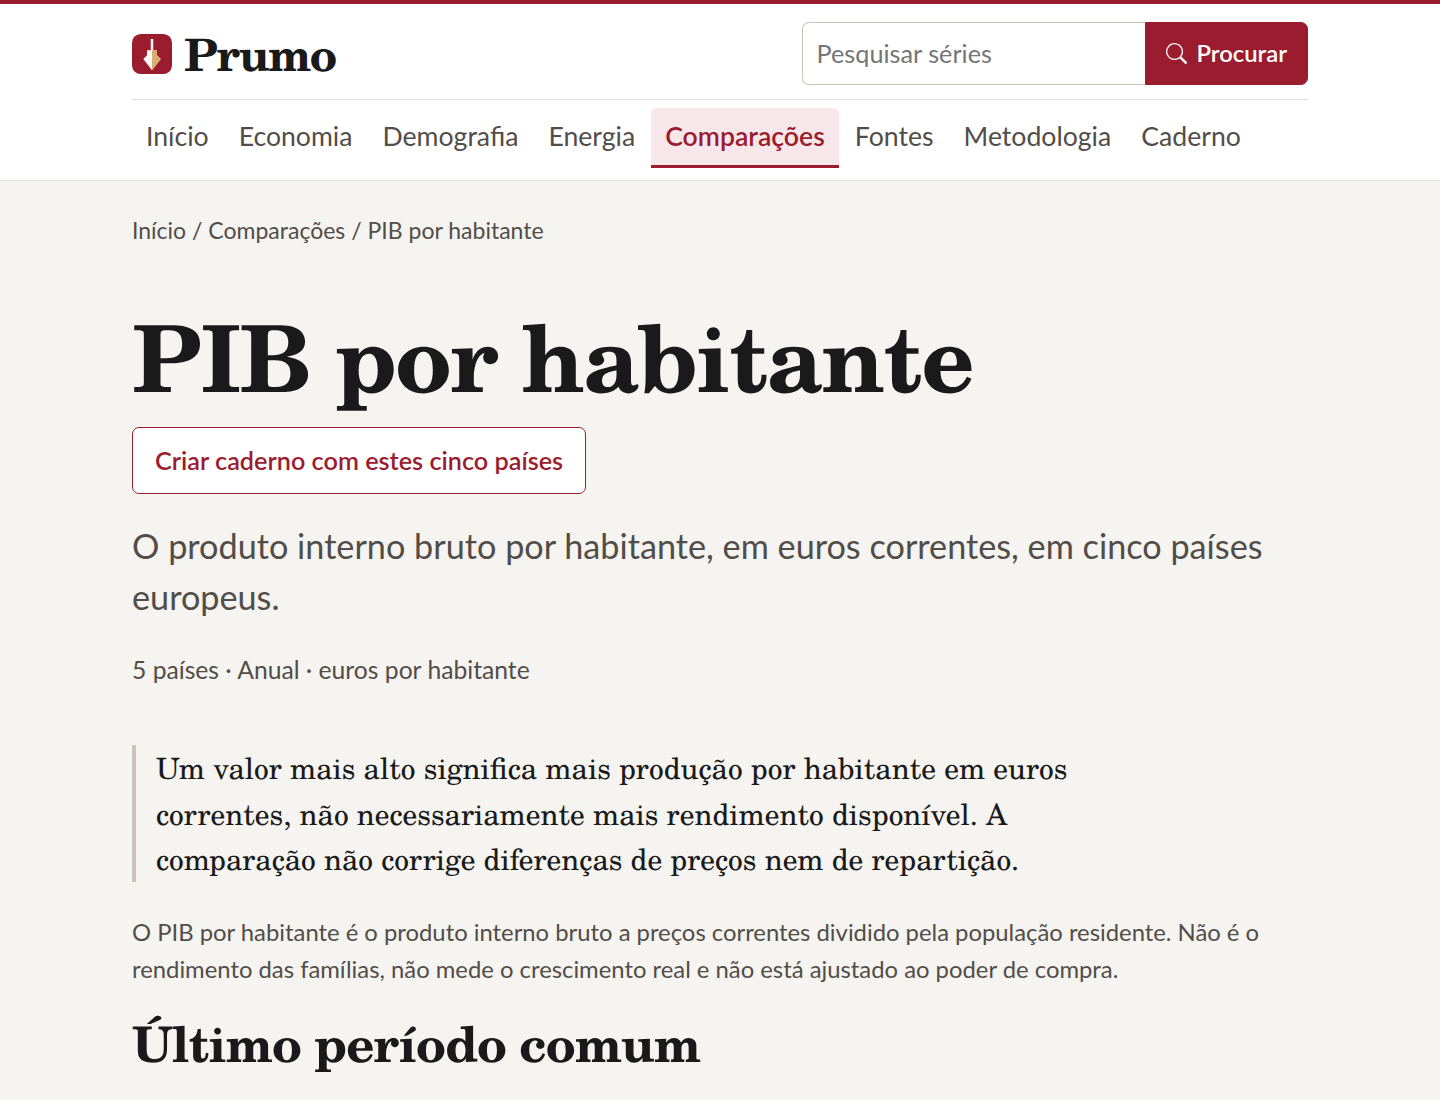 Prumo
Pesquisar séries
Procurar
Início Economia Demografia Energia Comparações Fontes Metodologia Caderno
Início / Comparações / PIB por habitante
PIB por habitante
Criar caderno com estes cinco países
O produto interno bruto por habitante, em euros correntes, em cinco países
europeus.
5 países · Anual · euros por habitante
Um valor mais alto significa mais produção por habitante em euros
correntes, não necessariamente mais rendimento disponível. A
comparação não corrige diferenças de preços nem de repartição.
O PIB por habitante é o produto interno bruto a preços correntes dividido pela população residente. Não é o
rendimento das famílias, não mede o crescimento real e não está ajustado ao poder de compra.
Último período comum